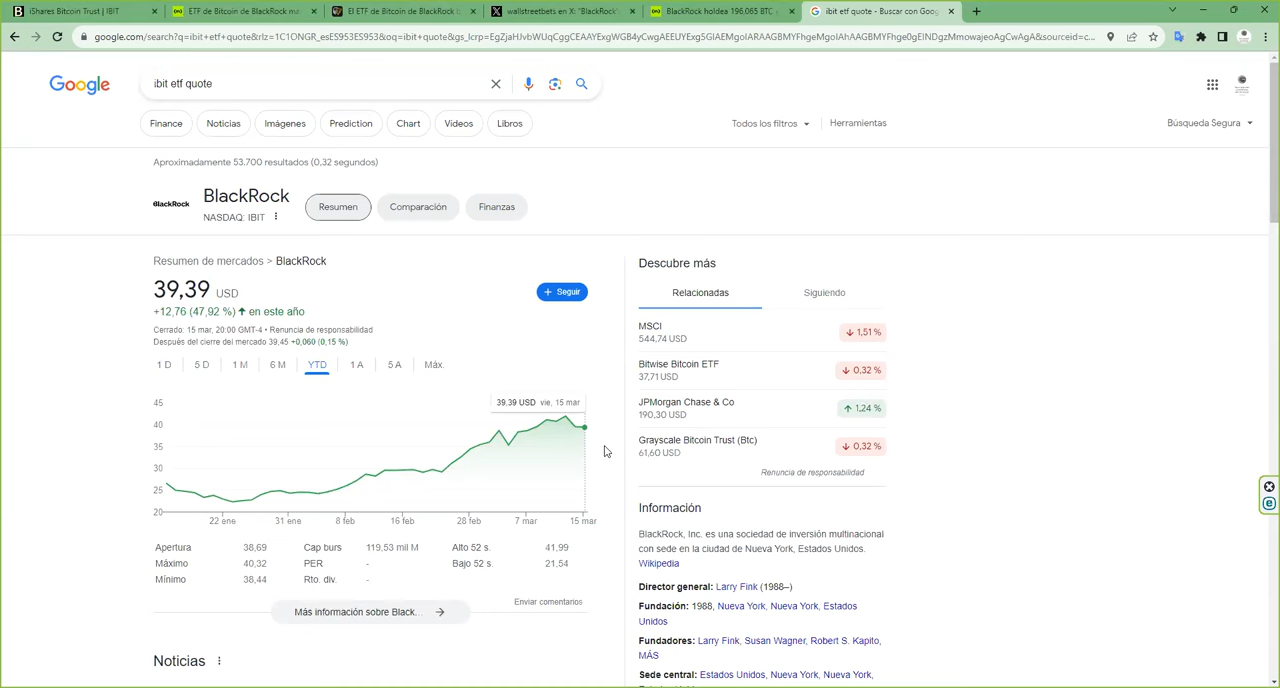 iShares Bitcoin Trust | IBIT
ETF de Bitcoin de BlackRock ma
El ETF de Bitcoin de BlackRock b
wallstreetbets en X: "BlackRock'
BlackRock holdea 196,065 BTC
ibit etf quote - Buscar con Goog
Google
ibit etf quote
Finance
Noticias
Imágenes
Prediction
Chart
Vídeos
Libros
Todos los filtros
Herramientas
Búsqueda Segura
Aproximadamente 53.700 resultados (0,32 segundos)
BlackRock
BlackRock
NASDAQ: IBIT
Resumen
Comparación
Finanzas
Resumen de mercados > BlackRock
39,39 USD
+ Seguir
+12,76 (47,92 %) ↑ en este año
Cerrado: 15 mar, 20:00 GMT-4 • Renuncia de responsabilidad
Después del cierre del mercado 39,45 +0,060 (0,15 %)
1 D
5 D
1 M
6 M
YTD
1 A
5 A
Máx.
39,39 USD vie, 15 mar
45
40
35
30
25
20
22 ene
31 ene
8 feb
16 feb
28 feb
7 mar
15 mar
Apertura 38,69
Máximo 40,32
Mínimo 38,44
Cap burs 119,53 mil M
PER -
Rto. div. -
Alto 52 s. 41,99
Bajo 52 s. 21,54
Enviar comentarios
Más información sobre Black... →
Noticias
Descubre más
Relacionadas
Siguiendo
MSCI
544,74 USD
↓ 1,51 %
Bitwise Bitcoin ETF
37,71 USD
↓ 0,32 %
JPMorgan Chase & Co
190,30 USD
↑ 1,24 %
Grayscale Bitcoin Trust (Btc)
61,60 USD
↓ 0,32 %
Renuncia de responsabilidad
Información
BlackRock, Inc. es una sociedad de inversión multinacional
con sede en la ciudad de Nueva York, Estados Unidos.
Wikipedia
Director general: Larry Fink (1988–)
Fundación: 1988, Nueva York, Nueva York, Estados
Unidos
Fundadores: Larry Fink, Susan Wagner, Robert S. Kapito,
MÁS
Sede central: Estados Unidos, Nueva York, Nueva York,